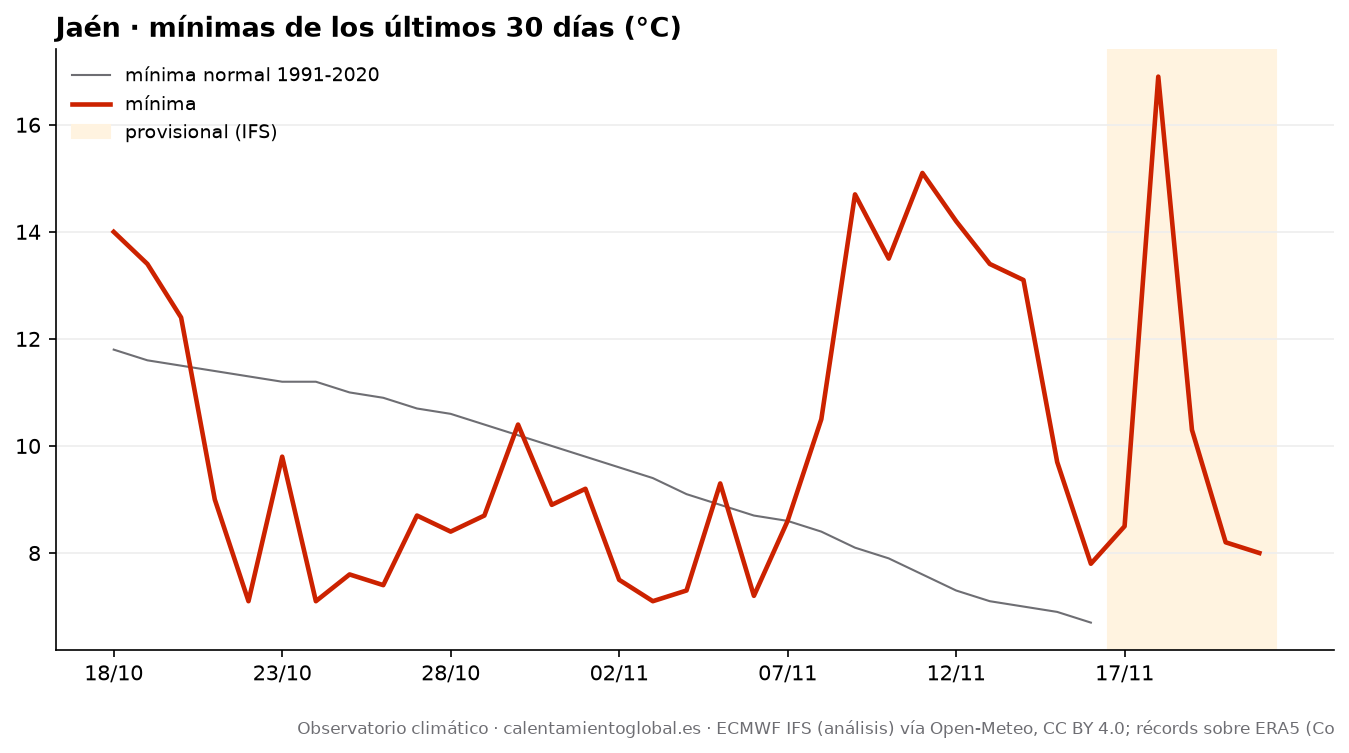 Jaén · mínimas de los últimos 30 días (°C)
mínima normal 1991-2020
mínima
provisional (IFS)
16
14
12
10
8
18/10 23/10 28/10 02/11 07/11 12/11 17/11
Observatorio climático · calentamientoglobal.es · ECMWF IFS (análisis) vía Open-Meteo, CC BY 4.0; récords sobre ERA5 (Co